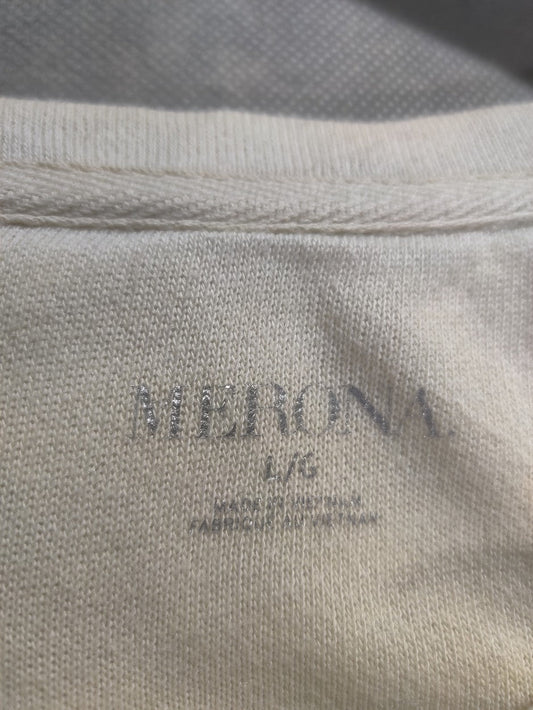 MERONA
L/G
MADE IN VIETNAM
FABRIQUÉ AU VIETNAM